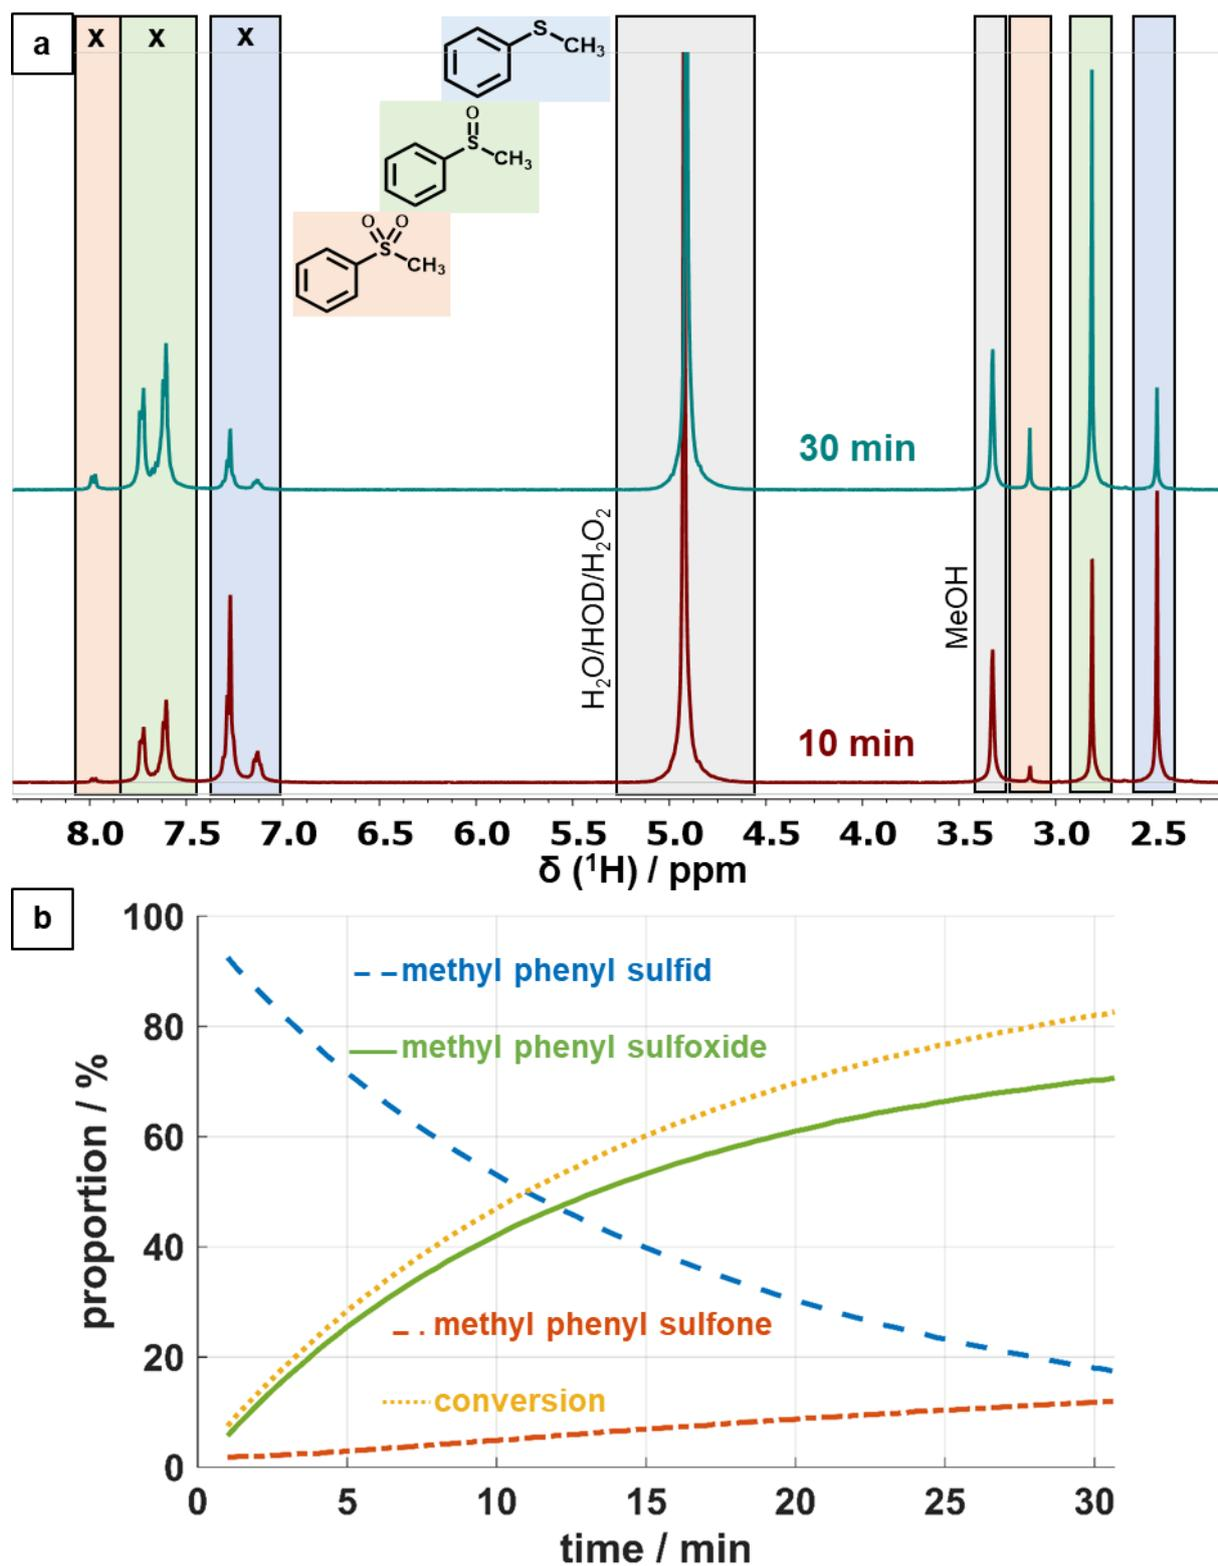 a
x x x
S
CH₃
O
S
CH₃
O O
S
CH₃
30 min
H₂O/HOD/H₂O₂
MeOH
10 min
8.0 7.5 7.0 6.5 6.0 5.5 5.0 4.5 4.0 3.5 3.0 2.5
δ (¹H) / ppm
b
100
80
60
40
20
0
proportion / %
methyl phenyl sulfid
methyl phenyl sulfoxide
methyl phenyl sulfone
conversion
0 5 10 15 20 25 30
time / min